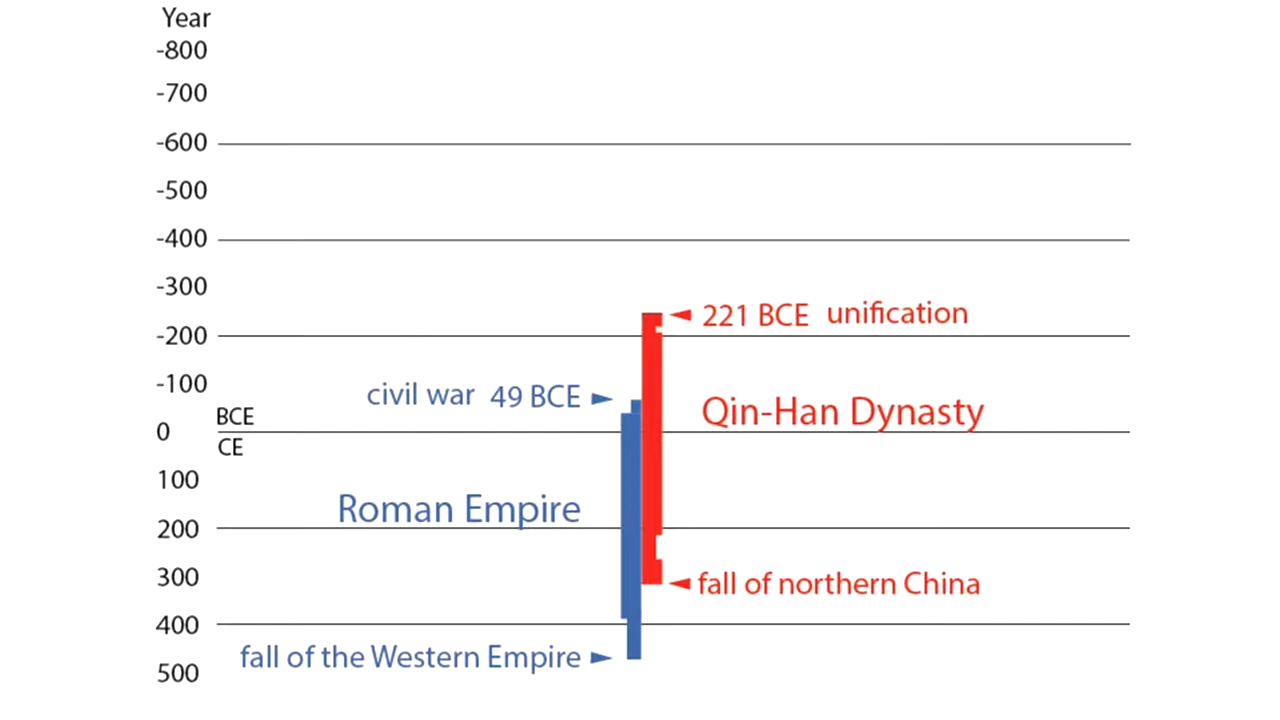 Year
-800
-700
-600
-500
-400
-300
221 BCE unification
-200
-100
civil war 49 BCE
BCE
Qin-Han Dynasty
0
CE
100
Roman Empire
200
300
fall of northern China
400
fall of the Western Empire
500